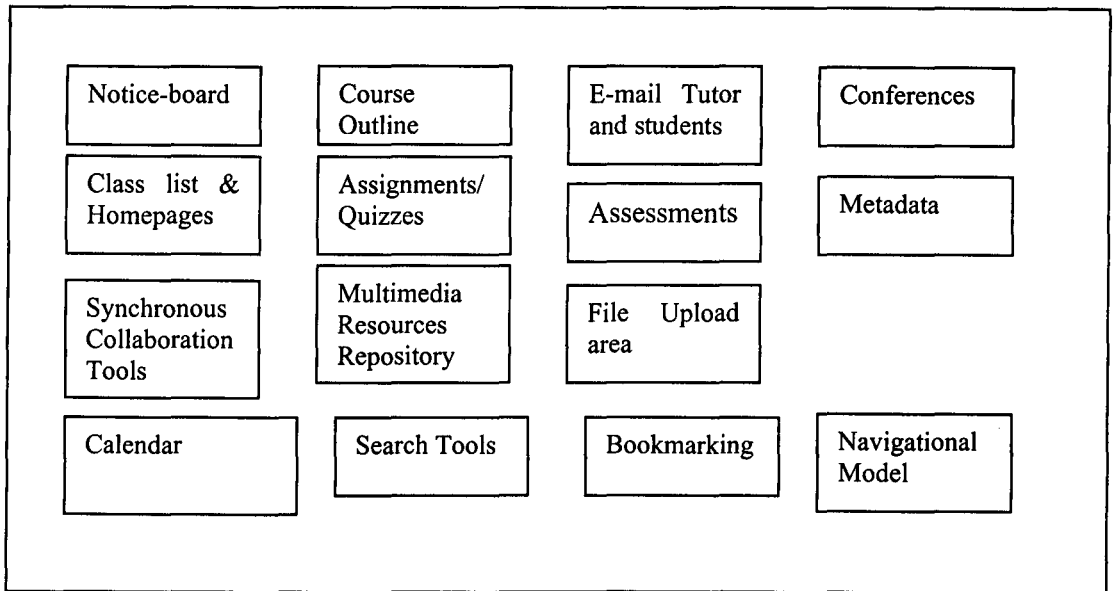 Notice-board
Course
Outline
E-mail Tutor
and students
Conferences
Class list &
Homepages
Assignments/
Quizzes
Assessments
Metadata
Synchronous
Collaboration
Tools
Multimedia
Resources
Repository
File Upload
area
Calendar
Search Tools
Bookmarking
Navigational
Model